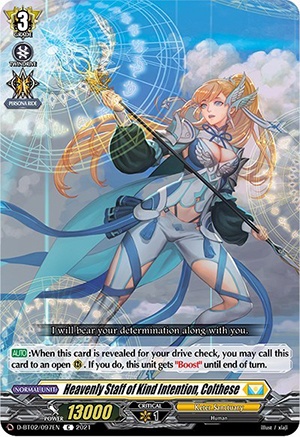 3
GRADE
TWINDRIVE
PERSONA RIDE
I will bear your determination along with you.
AUTO :When this card is revealed for your drive check, you may call this
card to an open . If you do, this unit gets "Boost" until end of turn.
NORMAL UNIT Heavenly Staff of Kind Intention, Colthese
POWER 13000 CRITICAL 1 Keter Sanctuary
Human
D-BT02/097EN C 2021 Illust / xiaji